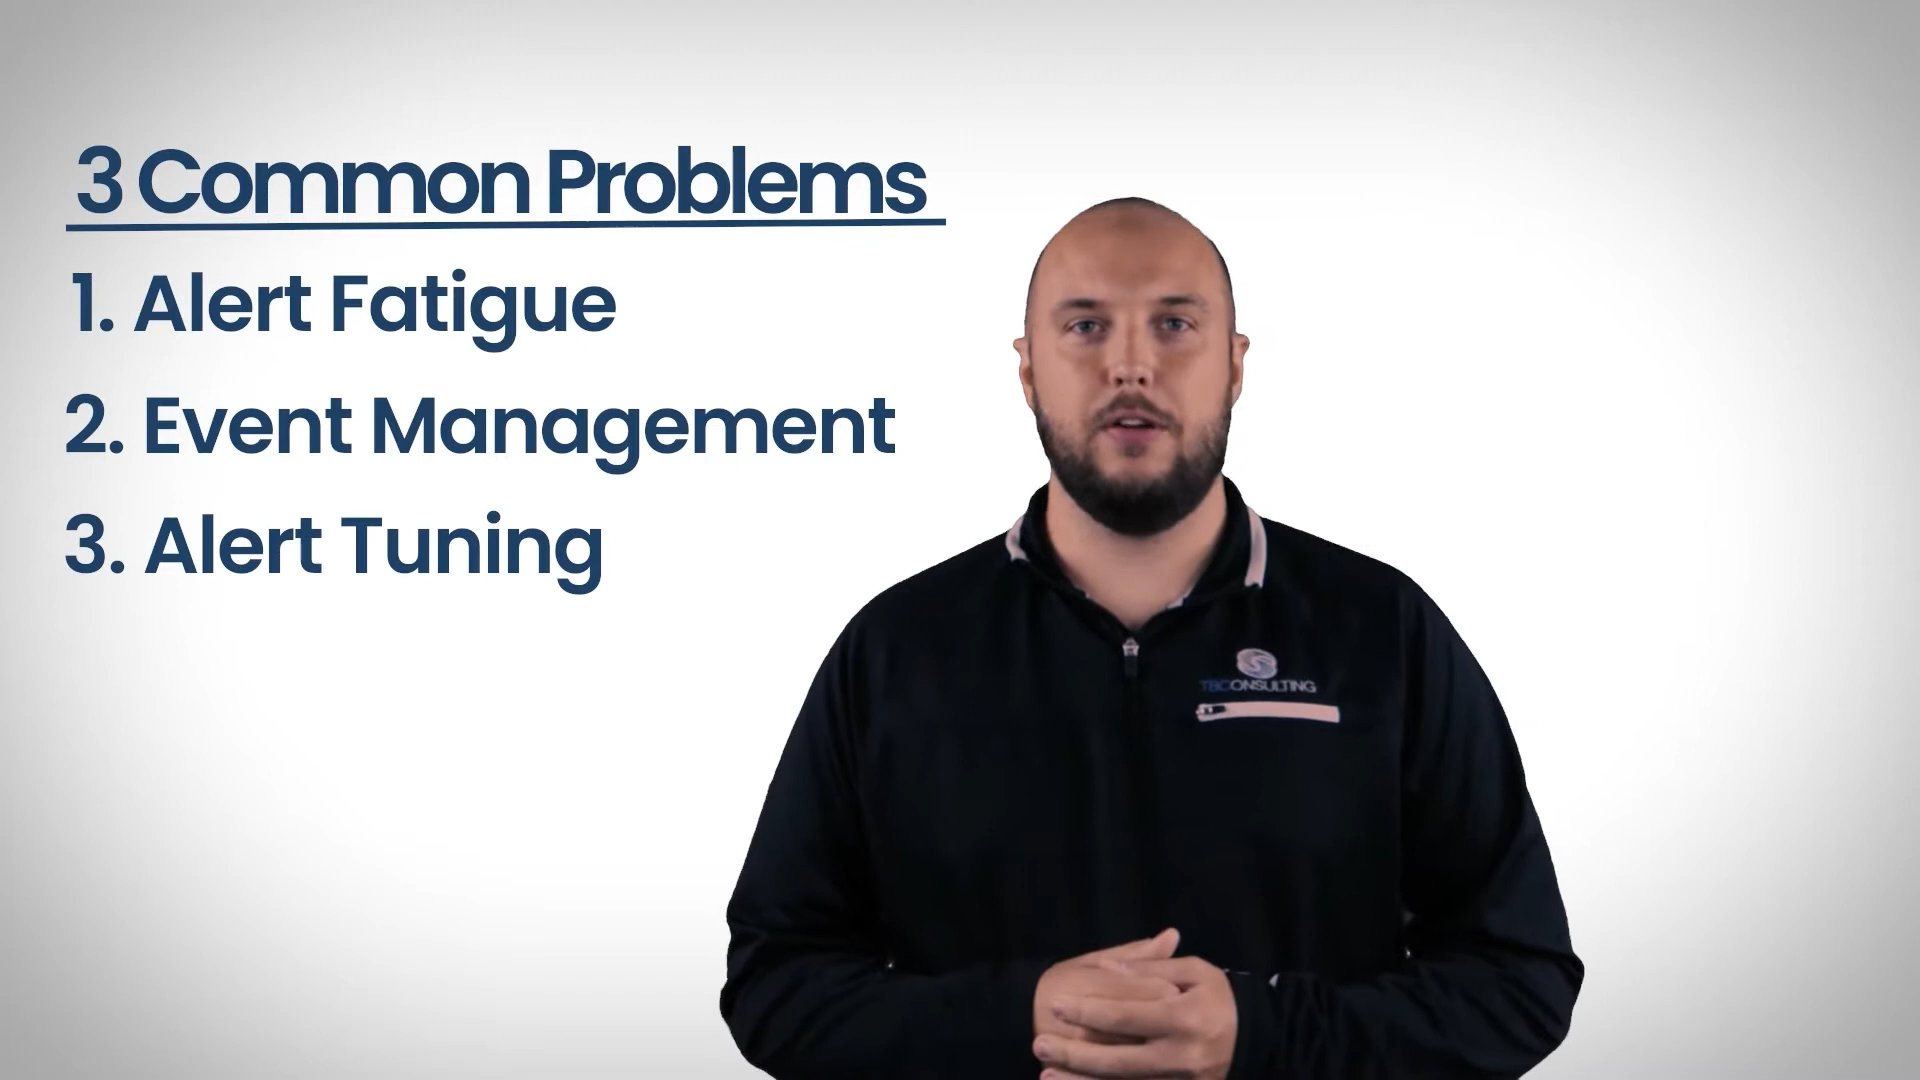 3 Common Problems
1. Alert Fatigue
2. Event Management
3. Alert Tuning
TBCONSULTING